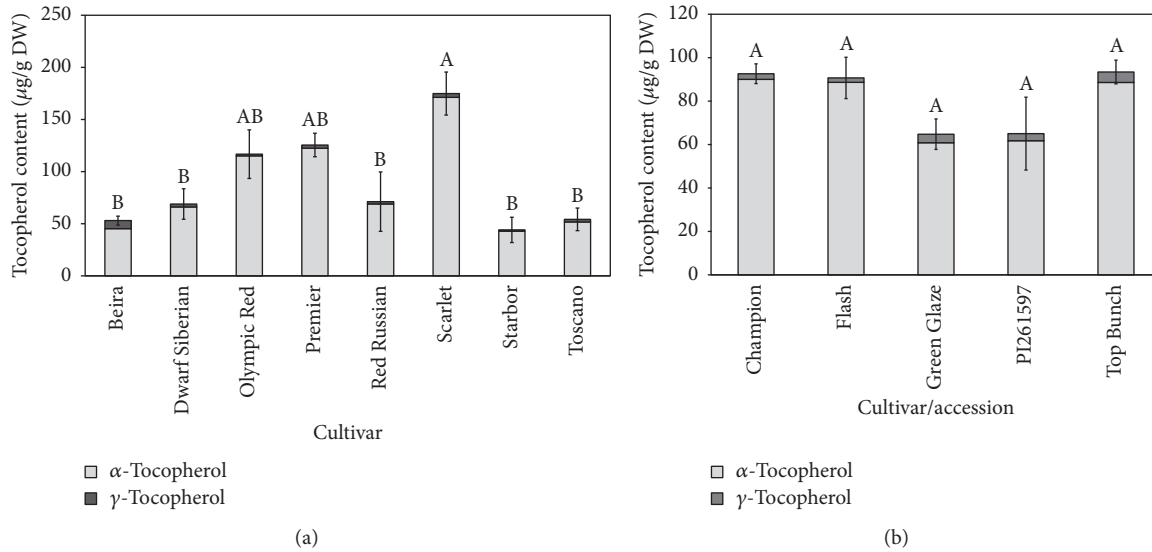 Tocopherol content (μg/g DW)
250
200
150
100
50
0
B
B
AB
AB
B
A
B
B
Beira
Dwarf Siberian
Olympic Red
Premier
Red Russian
Scarlet
Starbor
Toscano
Cultivar
α-Tocopherol
γ-Tocopherol
(a)
Tocopherol content (μg/g DW)
120
100
80
60
40
20
0
A
A
A
A
A
Champion
Flash
Green Glaze
PI261597
Top Bunch
Cultivar/accession
α-Tocopherol
γ-Tocopherol
(b)